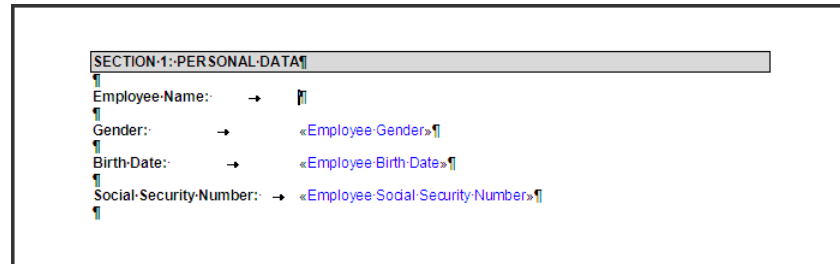 SECTION 1: PERSONAL DATA¶
¶
Employee Name: → ¶
¶
Gender: → «Employee Gender»¶
¶
Birth Date: → «Employee Birth Date»¶
¶
Social Security Number: → «Employee Social Security Number»¶
¶